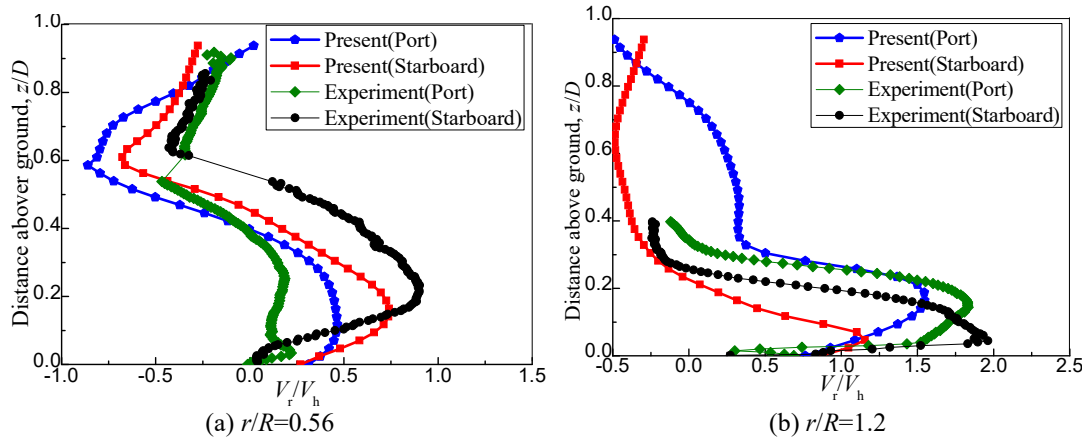 Distance above ground, z/D
1.0
0.8
0.6
0.4
0.2
0.0
-1.0 -0.5 0.0 0.5 1.0 1.5
Present(Port)
Present(Starboard)
Experiment(Port)
Experiment(Starboard)
Vr/Vh
(a) r/R=0.56
Distance above ground, z/D
1.0
0.8
0.6
0.4
0.2
0.0
-0.5 0.0 0.5 1.0 1.5 2.0 2.5
Present(Port)
Present(Starboard)
Experiment(Port)
Experiment(Starboard)
Vr/Vh
(b) r/R=1.2